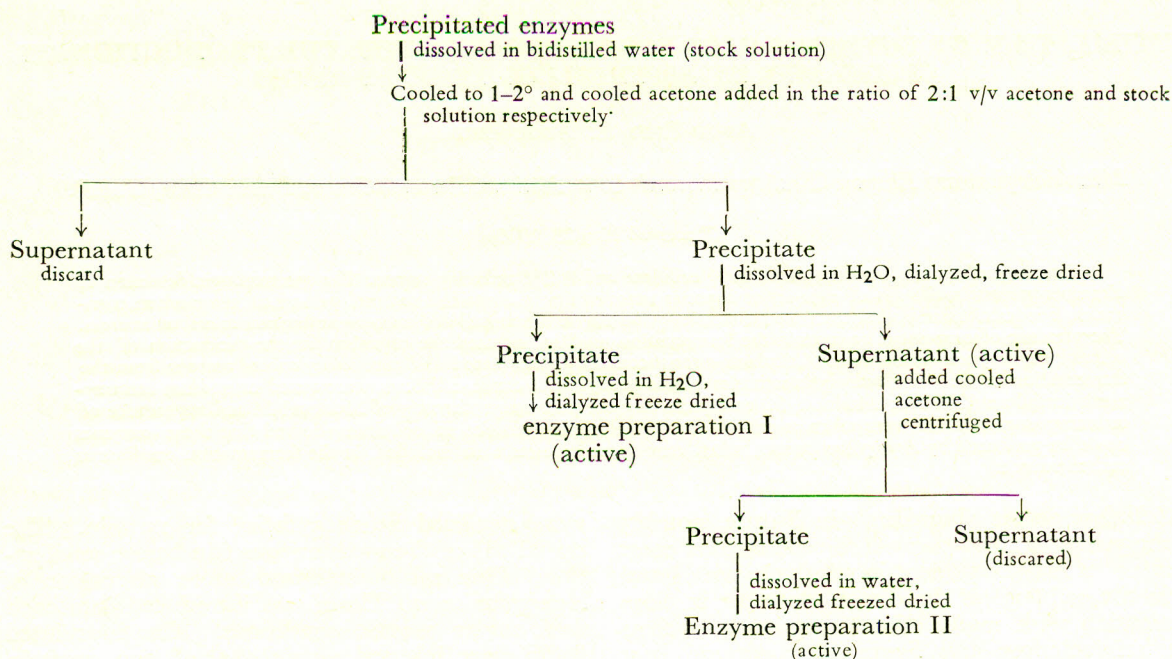 Precipitated enzymes
dissolved in bidistilled water (stock solution)
Cooled to 1–2° and cooled acetone added in the ratio of 2:1 v/v acetone and stock
solution respectively·
Supernatant
discard
Precipitate
dissolved in H₂O, dialyzed, freeze dried
Precipitate
dissolved in H₂O,
dialyzed freeze dried
enzyme preparation I
(active)
Supernatant (active)
added cooled
acetone
centrifuged
Precipitate
dissolved in water,
dialyzed freezed dried
Enzyme preparation II
(active)
Supernatant
(discared)